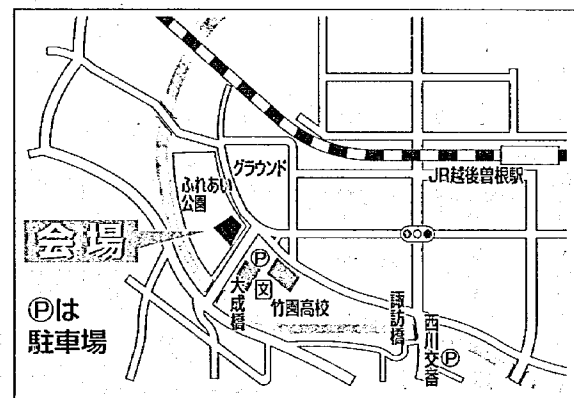 JR越後曽根駅
グラウンド
ふれあい
公園
会場
Ⓟ
文
竹園高校
大成橋
諏訪橋
西川交番
Ⓟ
Ⓟは
駐車場